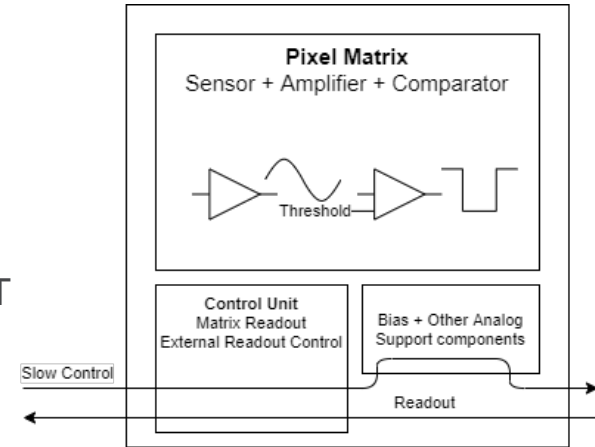 Pixel Matrix
Sensor + Amplifier + Comparator
Threshold
T
Control Unit
Matrix Readout
External Readout Control
Bias + Other Analog
Support components
Slow Control
Readout